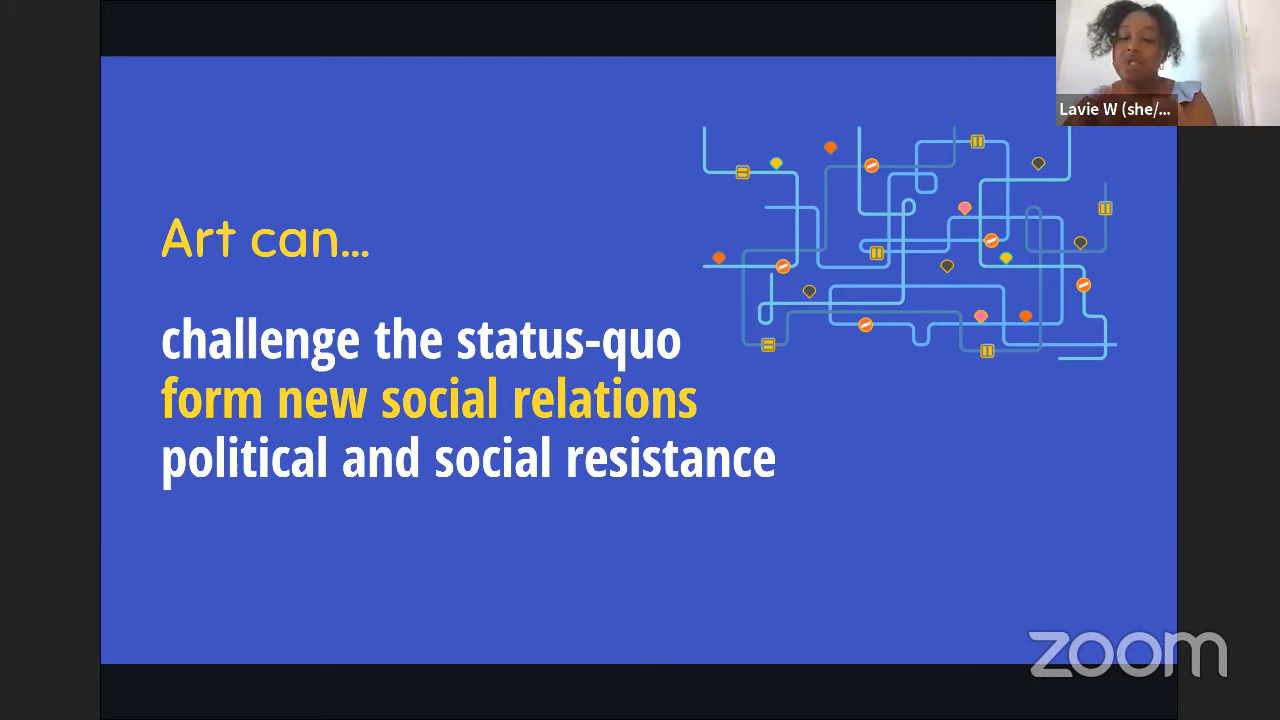 Lavie W (she/...
Art can...
challenge the status-quo
form new social relations
political and social resistance
zoom